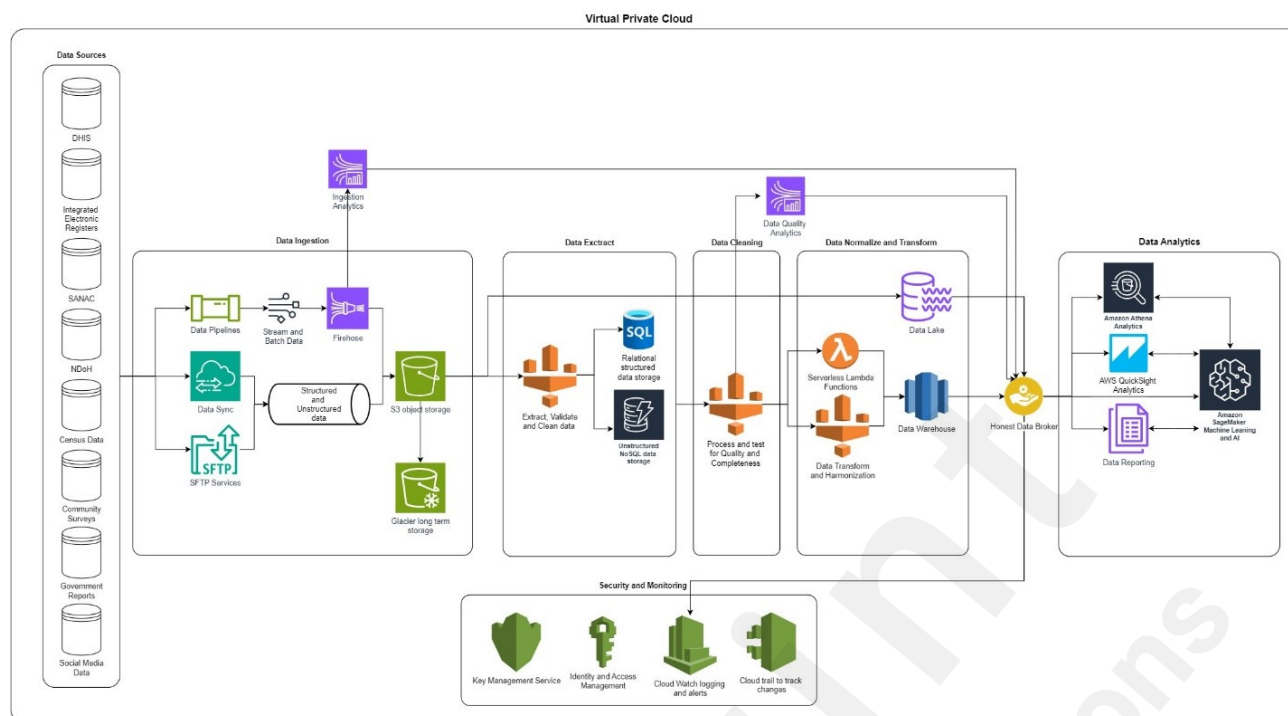 Virtual Private Cloud
Data Sources
DHIS
Integrated
Electronic
Registers
SANAC
NDoH
Census Data
Community
Surveys
Government
Reports
Social Media
Data
Ingestion
Analytics
Data Quality
Analytics
Data Ingestion
Data Pipelines
Stream and
Batch Data
Firehose
Data Sync
Structured
and
Unstructured
data
S3 object storage
SFTP
SFTP Services
Glacier long term
storage
Data Exctract
SQL
Relational
structured
data storage
Extract, Validate
and Clean data
Unstructured
NoSQL data
storage
Data Cleaning
Process and test
for Quality and
Completeness
Data Normalize and Transform
Data Lake
Serverless Lambda
Functions
Data Warehouse
Data Transform
and Harmonization
Honest Data Broker
Data Analytics
Amazon Athena
Analytics
AWS QuickSight
Analytics
Amazon
SageMaker
Machine Leaning
and AI
Data Reporting
Security and Monitoring
Key Management Service
Identity and Access
Management
Cloud Watch logging
and alerts
Cloud trail to track
changes
int
ons